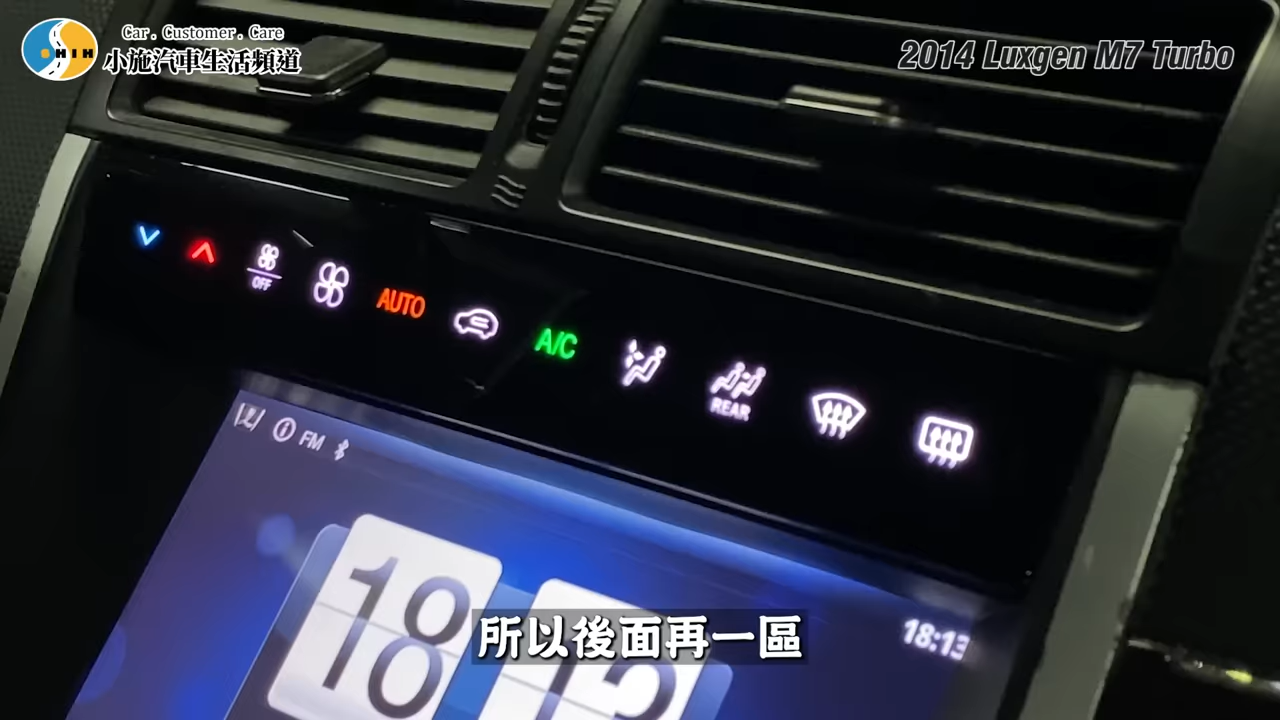 Car. Customer. Care
SHIH
小施汽車生活頻道
2014 Luxgen M7 Turbo
OFF
AUTO
A/C
REAR
FM
18
18:13
所以後面再一區